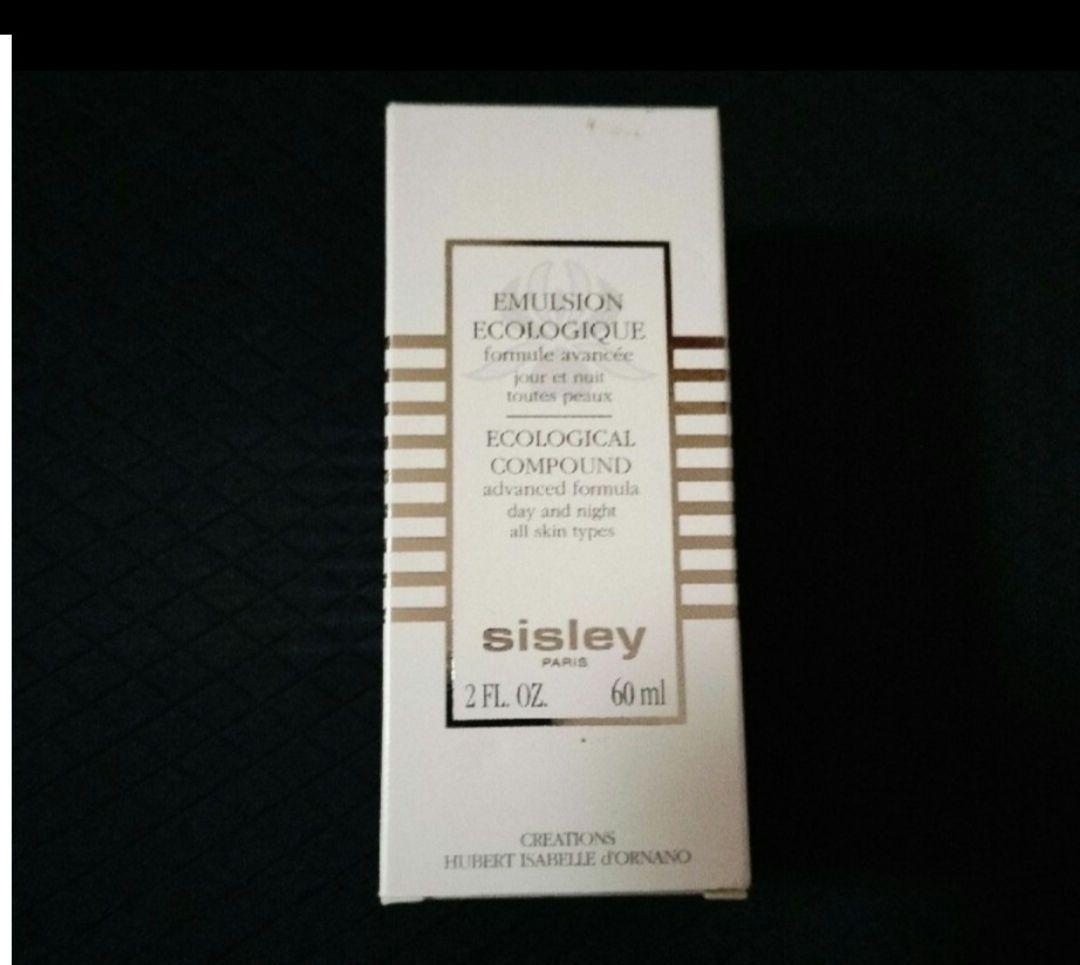 EMULSION
ECOLOGIQUE
formule avancée
jour et nuit
toutes peaux
ECOLOGICAL
COMPOUND
advanced formula
day and night
all skin types
sisley
PARIS
2 FL. OZ. 60 ml
CREATIONS
HUBERT ISABELLE d'ORNANO